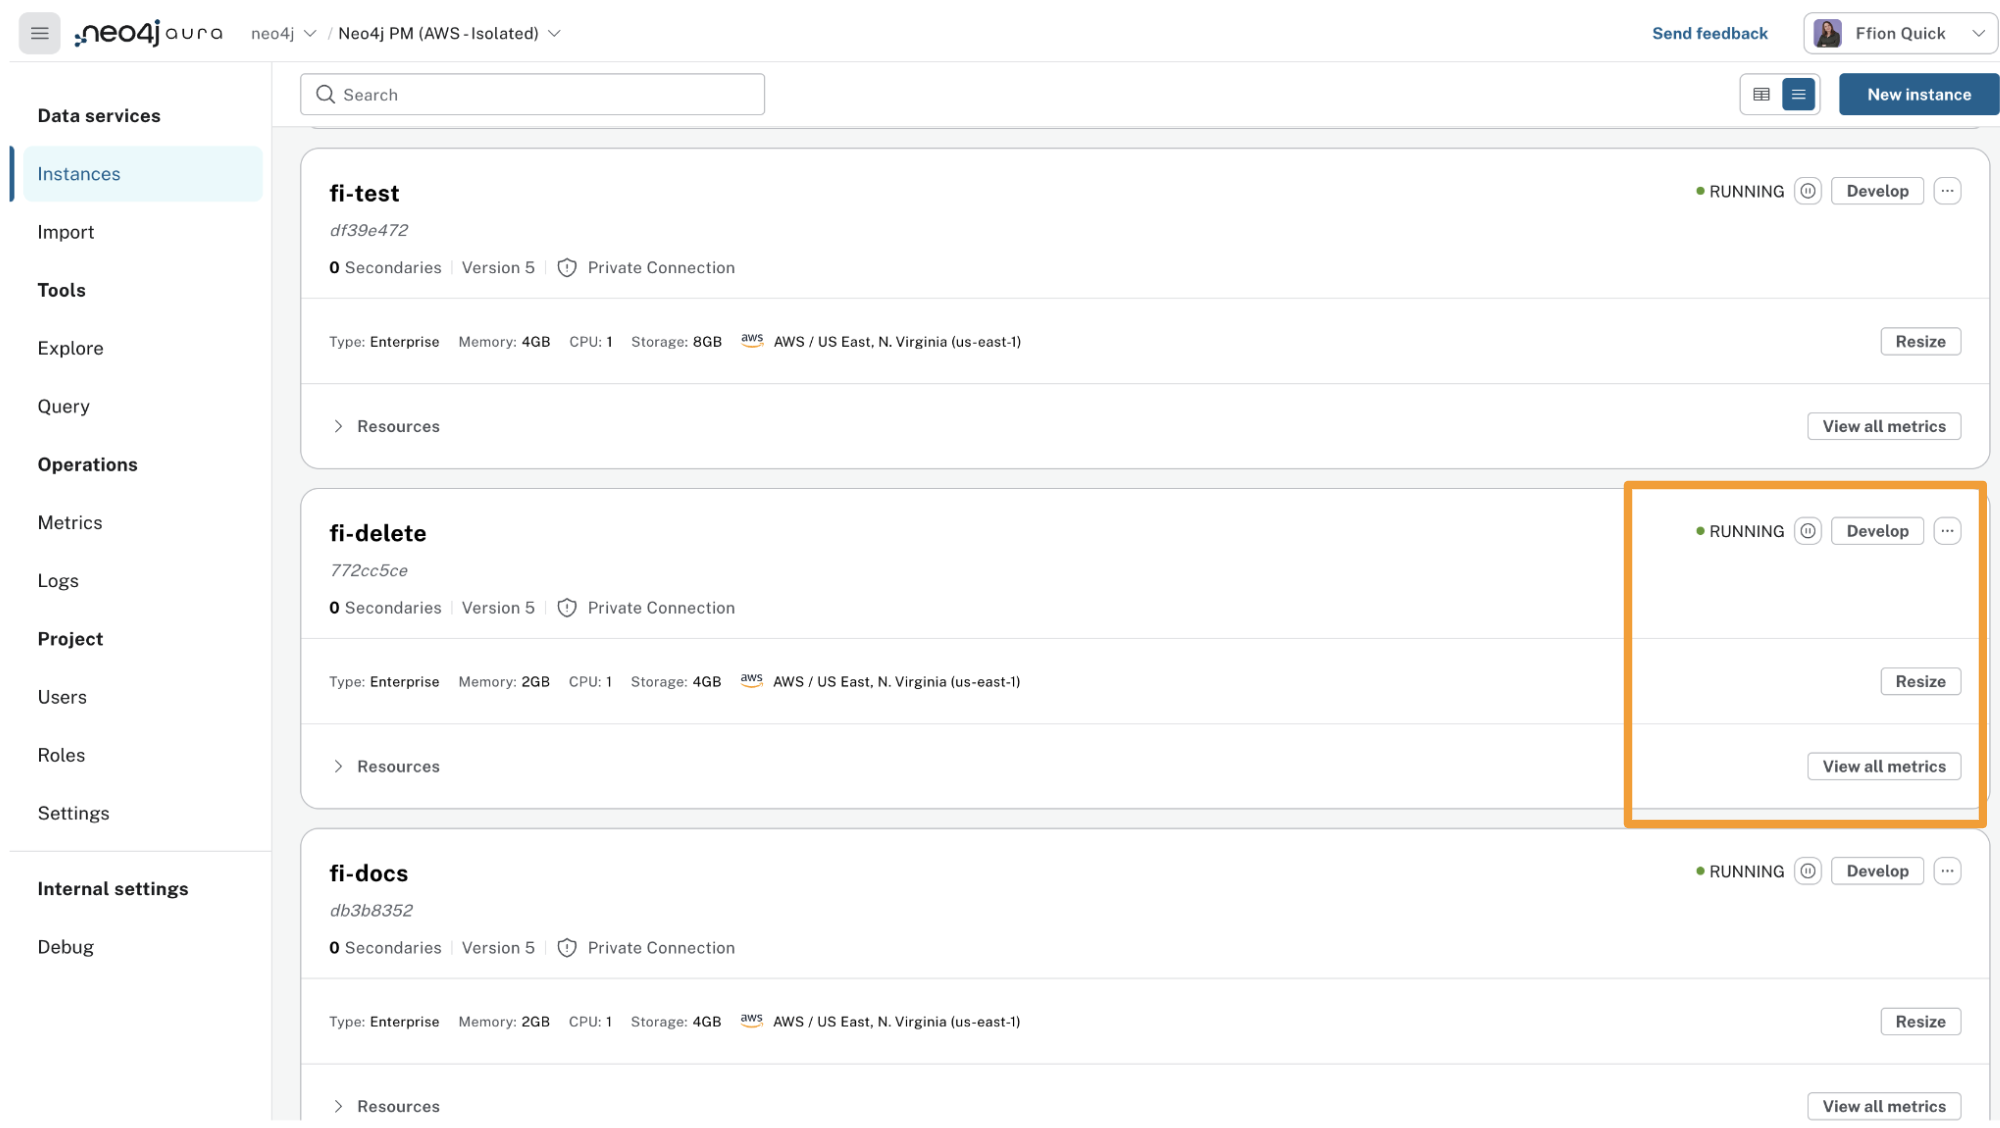 neo4j aura
neo4j / Neo4j PM (AWS - Isolated)
Send feedback
Ffion Quick
Search
New instance
Data services
Instances
Import
Tools
Explore
Query
Operations
Metrics
Logs
Project
Users
Roles
Settings
Internal settings
Debug
fi-test
RUNNING
Develop
df39e472
0 Secondaries
Version 5
Private Connection
Type: Enterprise Memory: 4GB CPU: 1 Storage: 8GB aws AWS / US East, N. Virginia (us-east-1)
Resize
Resources
View all metrics
fi-delete
RUNNING
Develop
772cc5ce
0 Secondaries
Version 5
Private Connection
Type: Enterprise Memory: 2GB CPU: 1 Storage: 4GB aws AWS / US East, N. Virginia (us-east-1)
Resize
Resources
View all metrics
fi-docs
RUNNING
Develop
db3b8352
0 Secondaries
Version 5
Private Connection
Type: Enterprise Memory: 2GB CPU: 1 Storage: 4GB aws AWS / US East, N. Virginia (us-east-1)
Resize
Resources
View all metrics